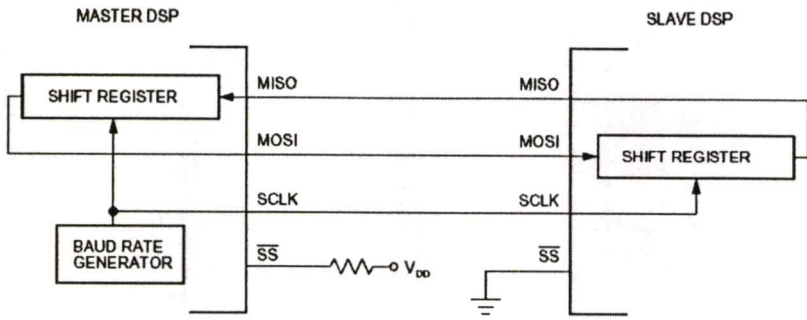 MASTER DSP
SLAVE DSP
SHIFT REGISTER
MISO
MISO
MOSI
MOSI
SHIFT REGISTER
SCLK
SCLK
BAUD RATE
GENERATOR
SS
VDD
SS